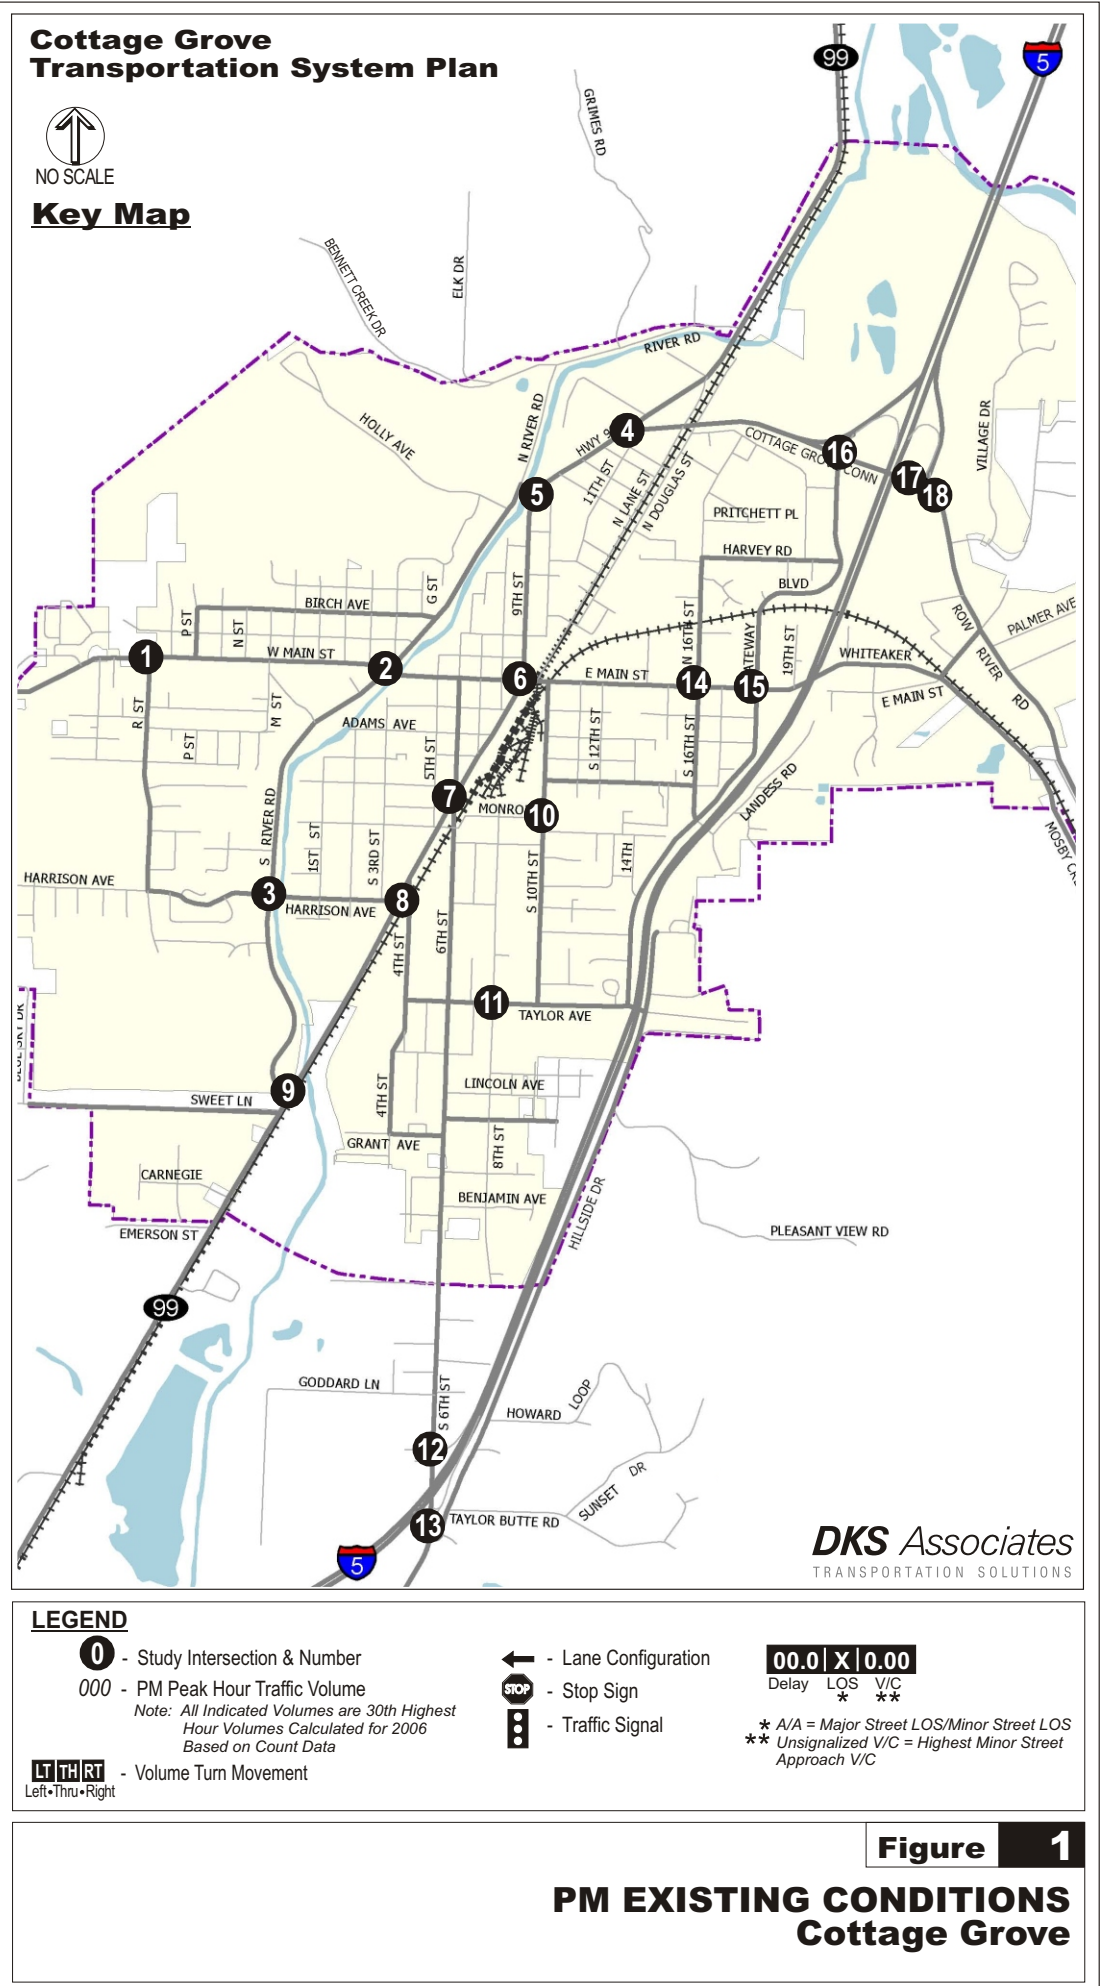 Cottage Grove
Transportation System Plan
NO SCALE
Key Map
99
5
GRIMES RD
BENNETT CREEK DR
ELK DR
RIVER RD
HOLLY AVE
N RIVER RD
HWY 9
4
COTTAGE GRO
CONN
16
17
18
VILLAGE DR
5
11TH ST
N LANE ST
N DOUGLAS ST
PRITCHETT PL
HARVEY RD
BLVD
BIRCH AVE
G ST
9TH ST
P ST
N ST
W MAIN ST
1
2
6
E MAIN ST
N 16TH ST
14
15
19TH ST
WHITEAKER
E MAIN ST
ROW
RIVER
RD
PALMER AVE
R ST
M ST
P ST
ADAMS AVE
5TH ST
S 12TH ST
S 16TH ST
LANDESS RD
7
MONRO
10
S RIVER RD
1ST ST
S 3RD ST
S 10TH ST
14TH
HARRISON AVE
3
HARRISON AVE
8
4TH ST
6TH ST
11
TAYLOR AVE
9
SWEET LN
4TH ST
LINCOLN AVE
GRANT AVE
8TH ST
CARNEGIE
BENJAMIN AVE
HILLSIDE DR
EMERSON ST
PLEASANT VIEW RD
99
GODDARD LN
S 6TH ST
HOWARD
LOOP
12
SUNSET DR
13
TAYLOR BUTTE RD
5
DKS Associates
TRANSPORTATION SOLUTIONS
LEGEND
0 - Study Intersection & Number
000 - PM Peak Hour Traffic Volume
Note: All Indicated Volumes are 30th Highest
Hour Volumes Calculated for 2006
Based on Count Data
LT TH RT - Volume Turn Movement
Left•Thru•Right
- Lane Configuration
STOP - Stop Sign
- Traffic Signal
00.0 X 0.00
Delay LOS V/C
* **
* A/A = Major Street LOS/Minor Street LOS
** Unsignalized V/C = Highest Minor Street
Approach V/C
Figure 1
PM EXISTING CONDITIONS
Cottage Grove